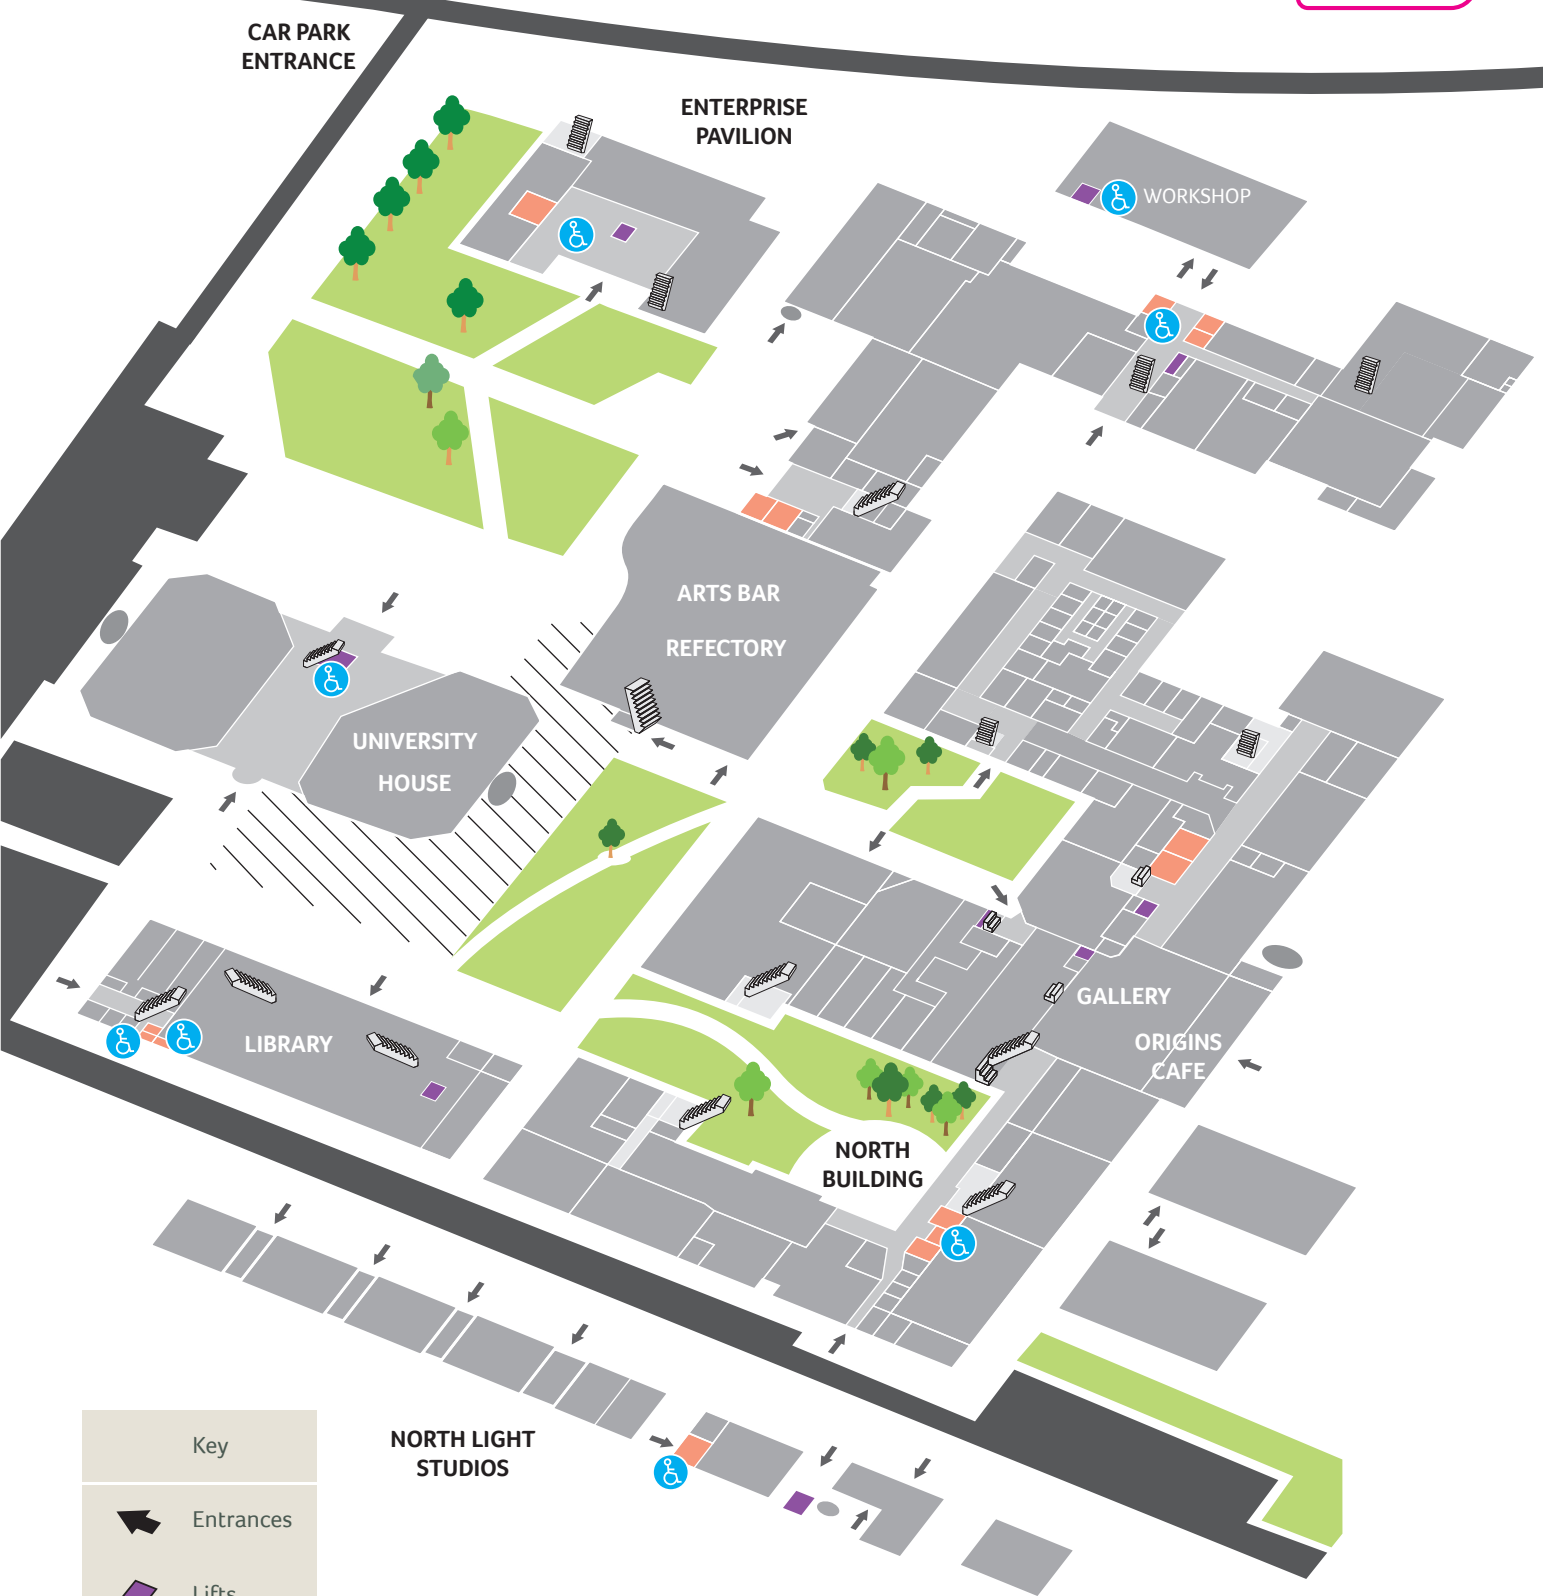 CAR PARK
ENTRANCE
ENTERPRISE
PAVILION
WORKSHOP
ARTS BAR
REFECTORY
UNIVERSITY
HOUSE
GALLERY
ORIGINS
CAFE
LIBRARY
NORTH
BUILDING
NORTH LIGHT
STUDIOS
Key
Entrances
Lifts